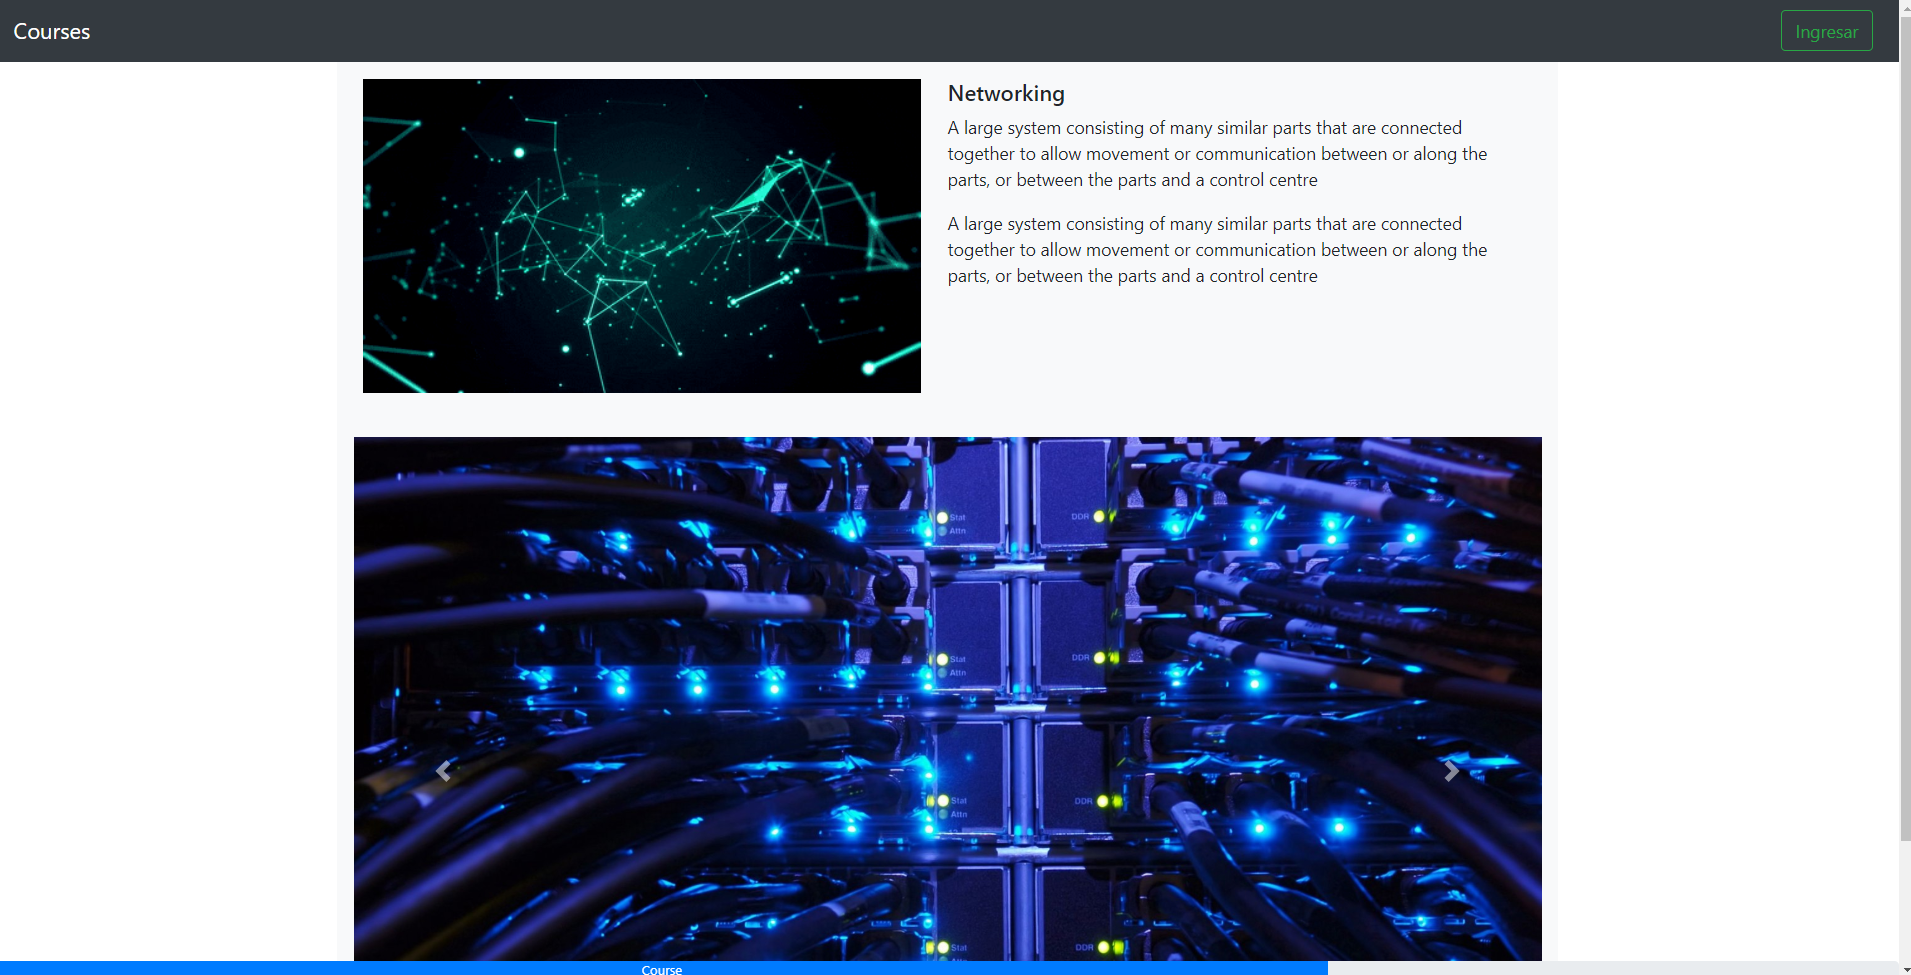 Courses
Ingresar
Networking
A large system consisting of many similar parts that are connected
together to allow movement or communication between or along the
parts, or between the parts and a control centre
A large system consisting of many similar parts that are connected
together to allow movement or communication between or along the
parts, or between the parts and a control centre
Stat
Attn
DDR
Stat
Attn
DDR
Stat
Attn
DDR
Stat
DDR
Course